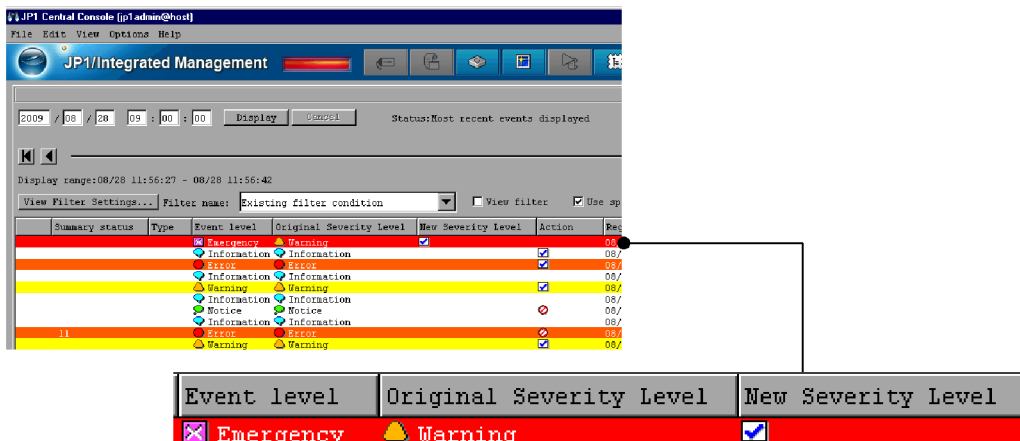 JP1 Central Console [jp1admin@host]
File Edit View Options Help
JP1/Integrated Management
2009 / 08 / 28 09 : 00 : 00 Display Cancel Status:Most recent events displayed
Display range:08/28 11:56:27 - 08/28 11:56:42
View Filter Settings... Filter name: Existing filter condition View filter Use sp
Summary status Type Event level Original Severity Level New Severity Level Action Reg
Emergency Warning 08/
Information Information 08/
Error Error 08/
Information Information 08/
Warning Warning 08/
Information Information 08/
Notice Notice 08/
Information Information 08/
11 Error Error 08/
Warning Warning 08/
Event level Original Severity Level New Severity Level
Emergency Warning